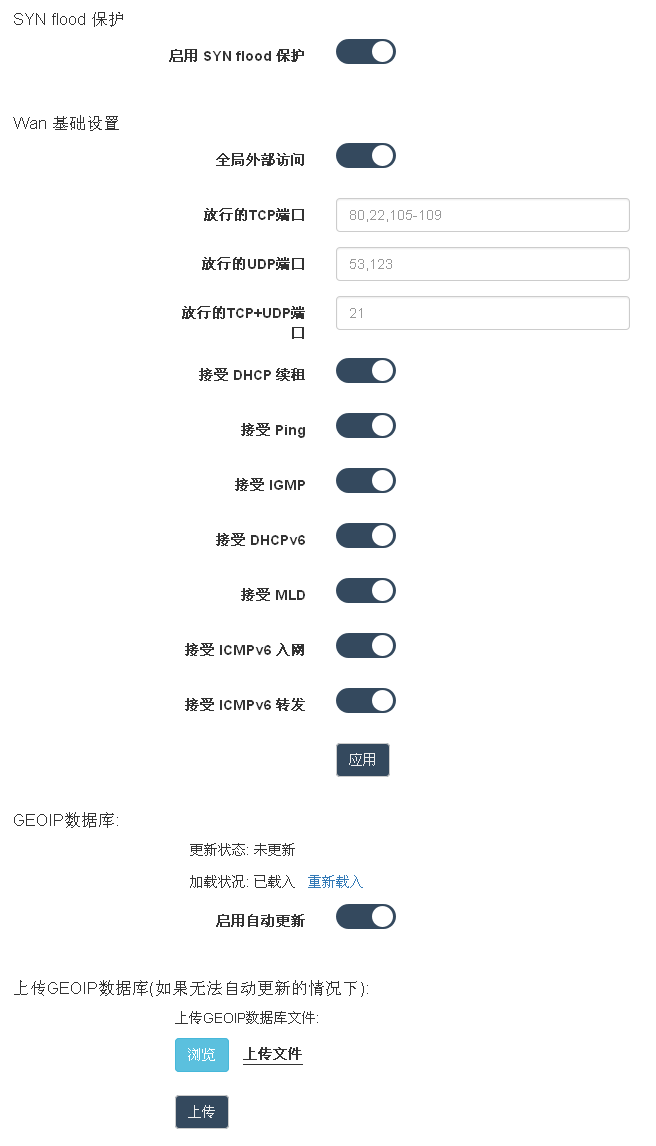 SYN flood 保护
启用 SYN flood 保护
Wan 基础设置
全局外部访问
放行的TCP端口
80,22,105-109
放行的UDP端口
53,123
放行的TCP+UDP端
口
21
接受 DHCP 续租
接受 Ping
接受 IGMP
接受 DHCPv6
接受 MLD
接受 ICMPv6 入网
接受 ICMPv6 转发
应用
GEOIP数据库:
更新状态: 未更新
加载状况: 已载入 重新载入
启用自动更新
上传GEOIP数据库(如果无法自动更新的情况下):
上传GEOIP数据库文件:
浏览 上传文件
上传